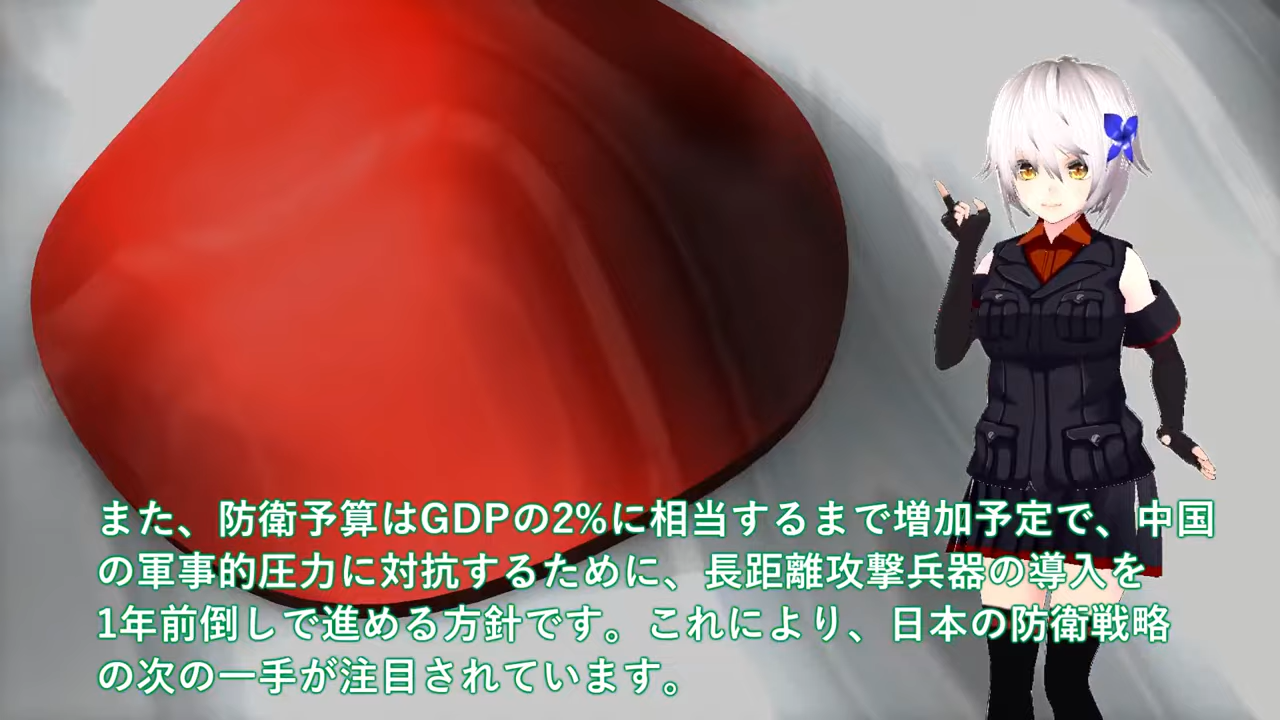 また、防衛予算はGDPの2%に相当するまで増加予定で、中国
の軍事的圧力に対抗するために、長距離攻撃兵器の導入を
1年前倒しで進める方針です。これにより、日本の防衛戦略
の次の一手が注目されています。